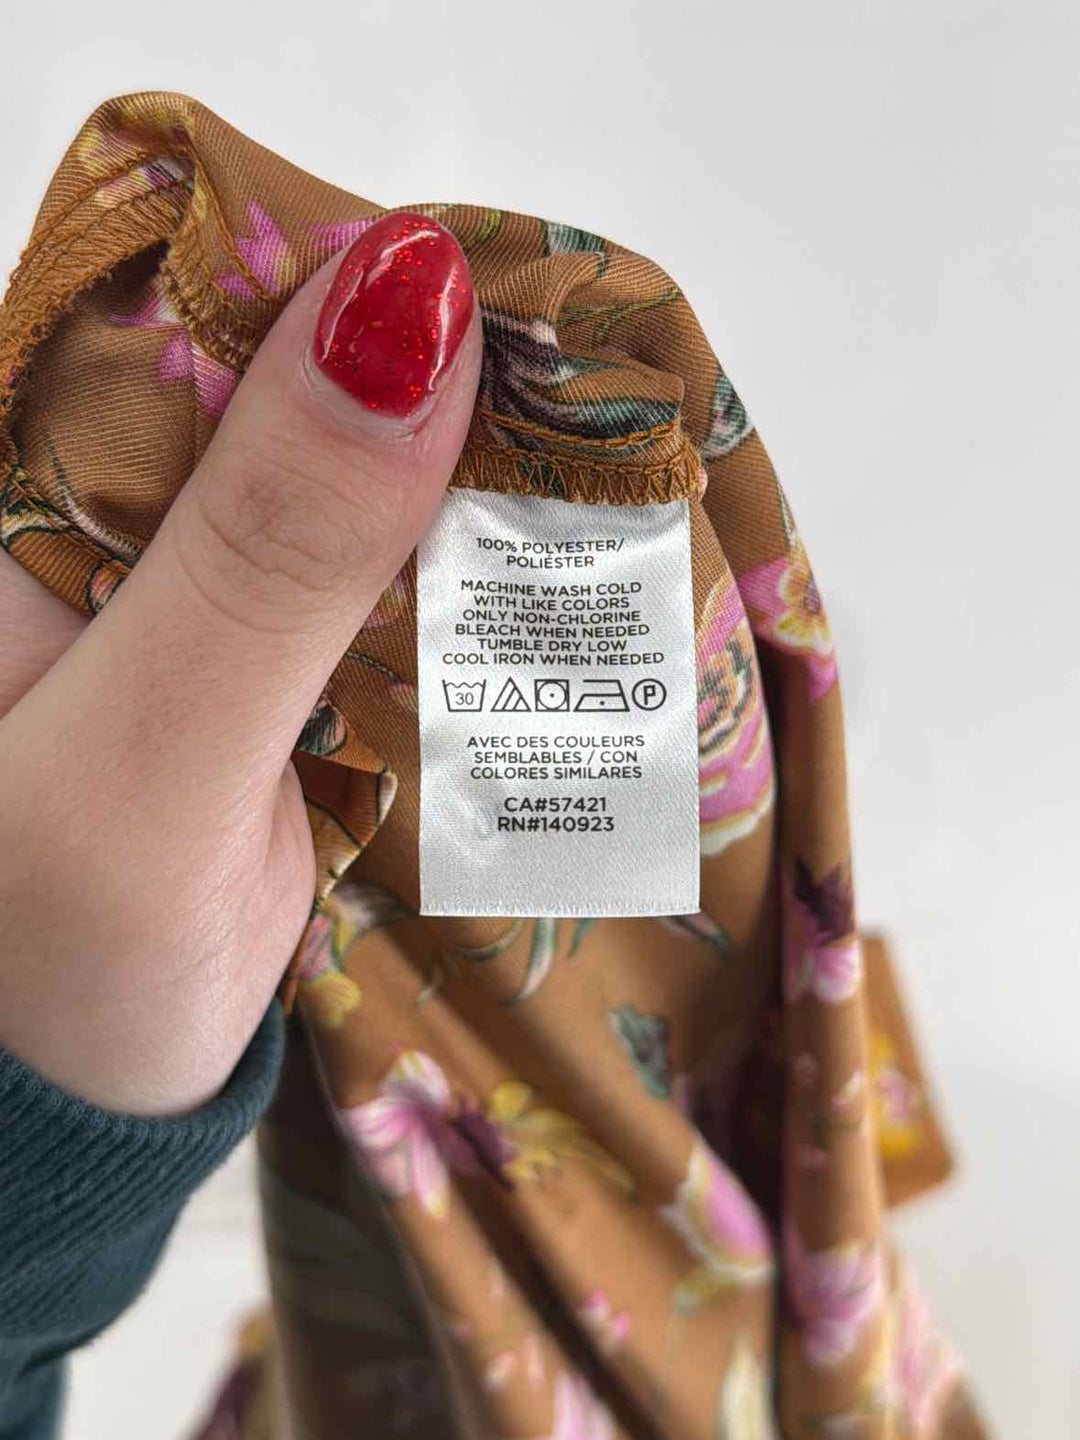 100% POLYESTER/
POLIÉSTER
MACHINE WASH COLD
WITH LIKE COLORS
ONLY NON-CHLORINE
BLEACH WHEN NEEDED
TUMBLE DRY LOW
COOL IRON WHEN NEEDED
30 P
AVEC DES COULEURS
SEMBLABLES / CON
COLORES SIMILARES
CA#57421
RN#140923